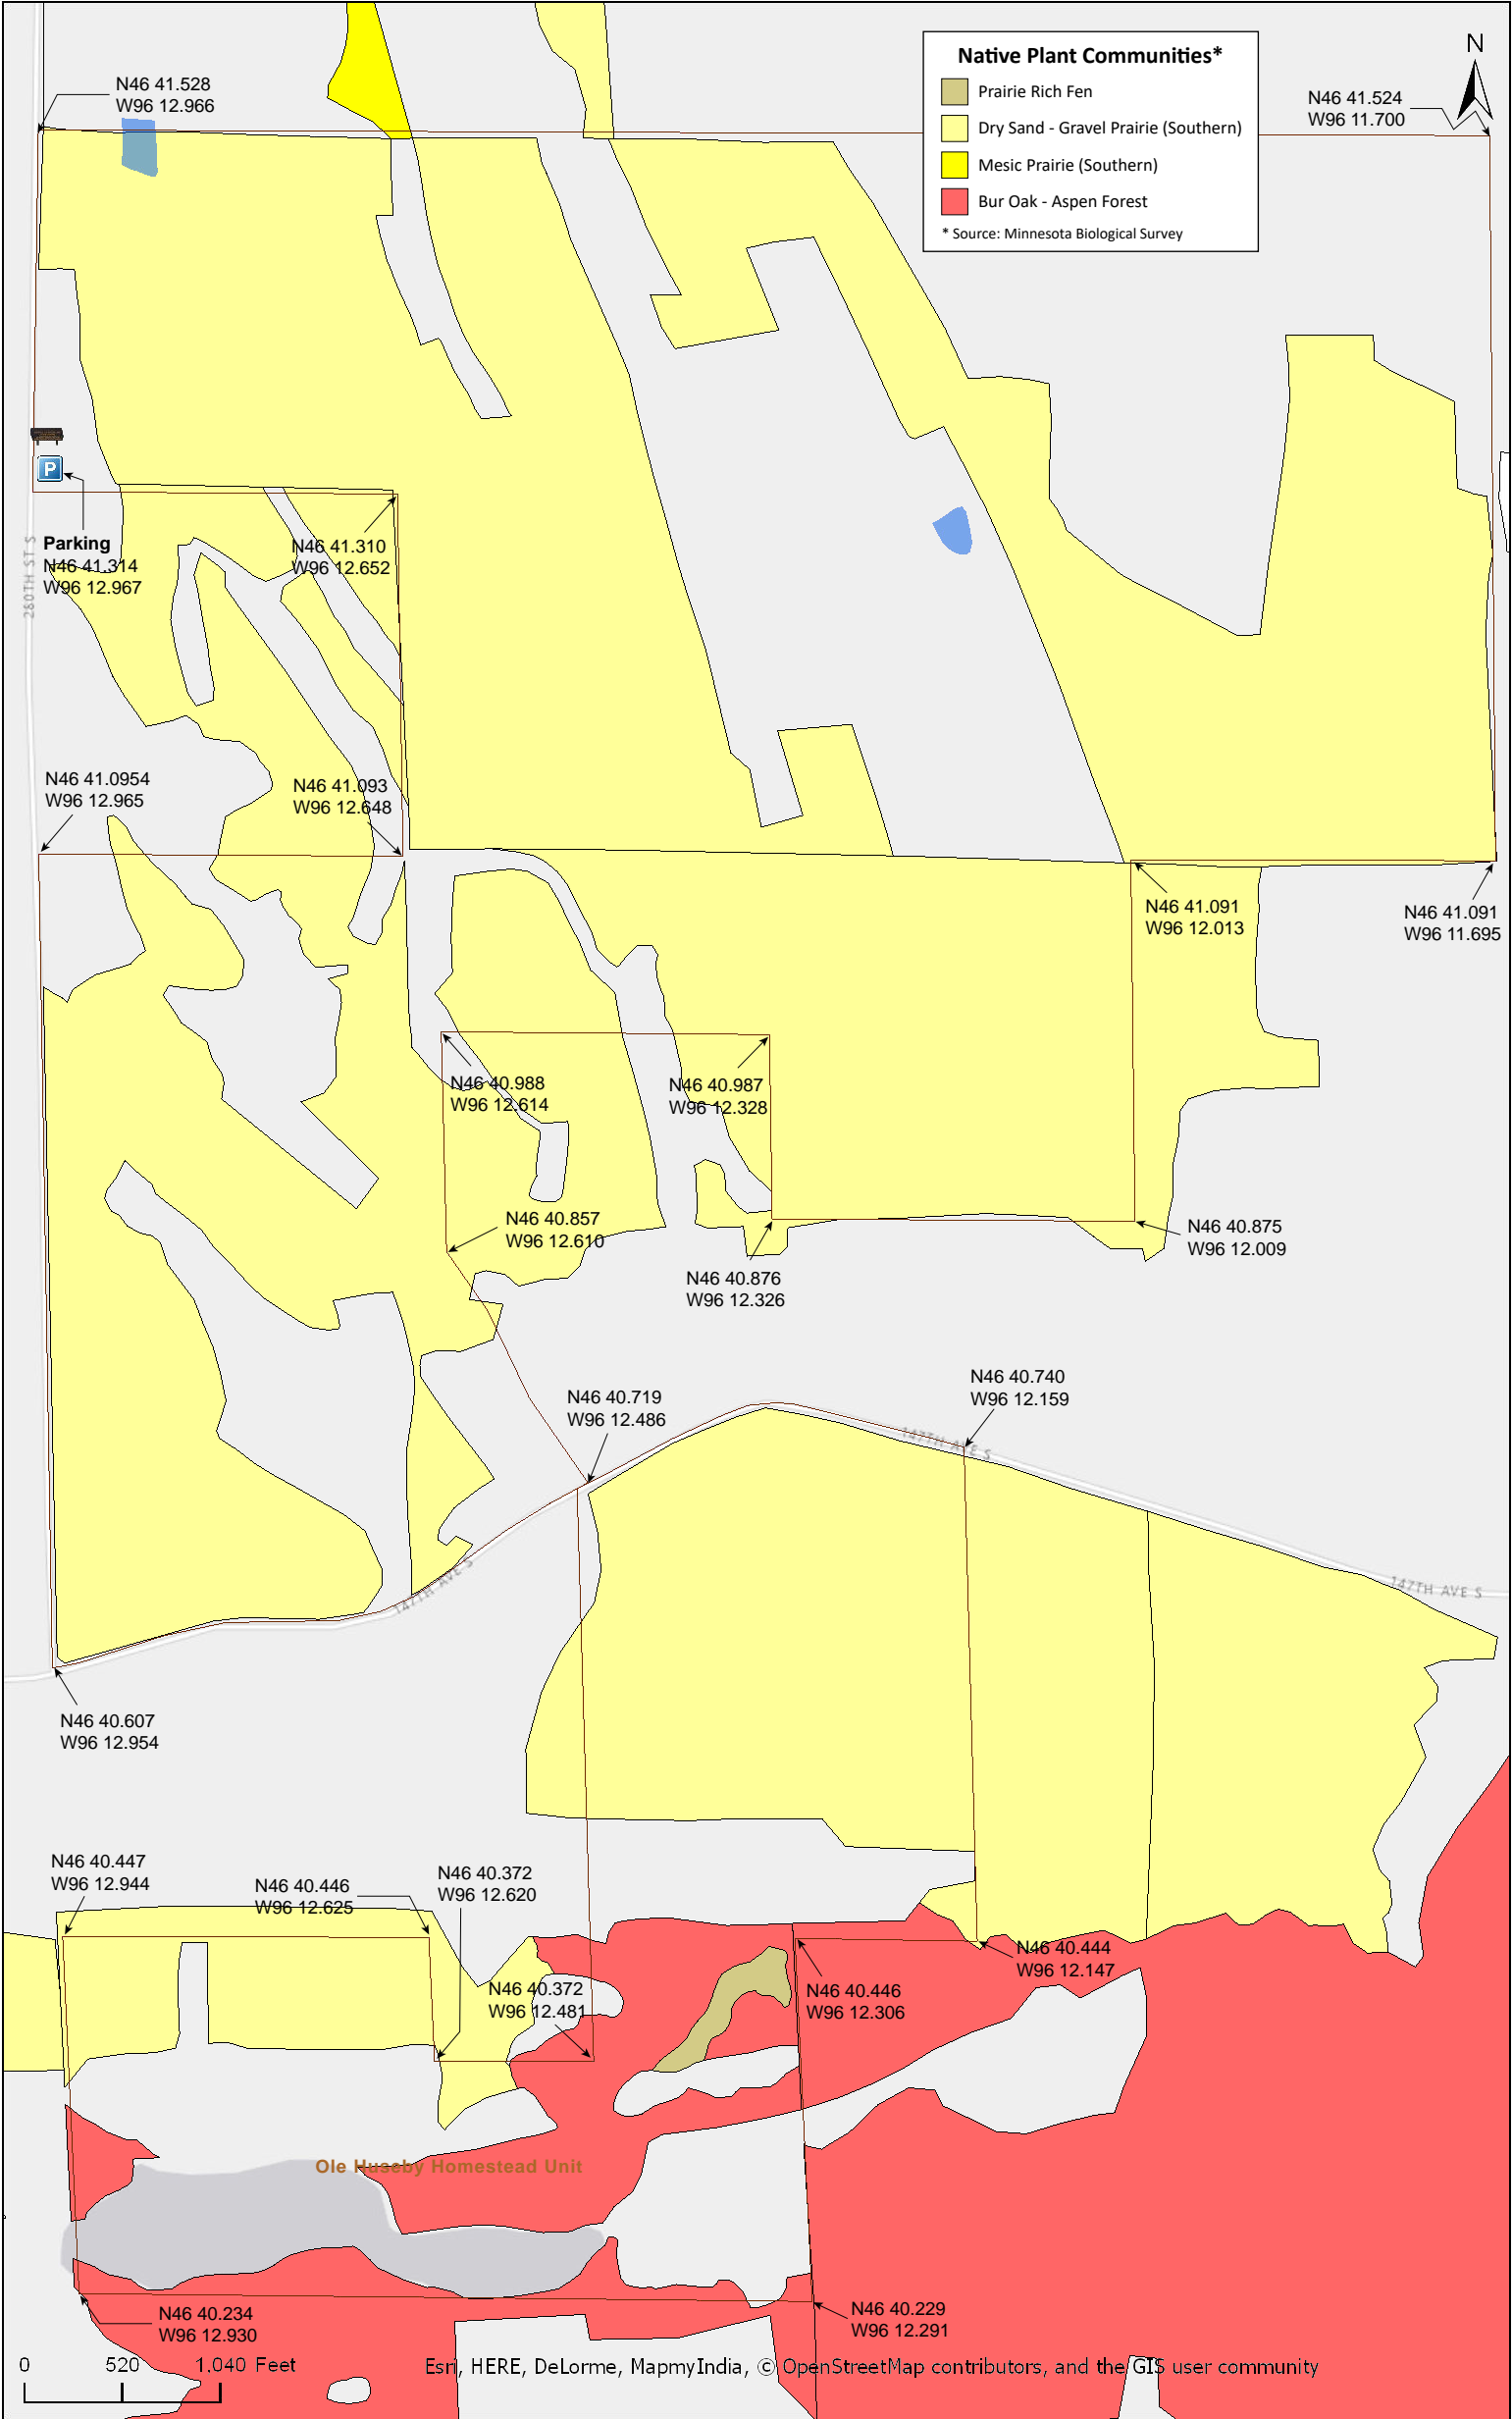 Native Plant Communities*
Prairie Rich Fen
Dry Sand - Gravel Prairie (Southern)
Mesic Prairie (Southern)
Bur Oak - Aspen Forest
* Source: Minnesota Biological Survey
N
N46 41.528
W96 12.966
N46 41.524
W96 11.700
P
Parking
N46 41.314
W96 12.967
280TH ST S
N46 41.310
W96 12.652
N46 41.0954
W96 12.965
N46 41.093
W96 12.648
N46 41.091
W96 12.013
N46 41.091
W96 11.695
N46 40.988
W96 12.614
N46 40.987
W96 12.328
N46 40.857
W96 12.610
N46 40.875
W96 12.009
N46 40.876
W96 12.326
N46 40.740
W96 12.159
N46 40.719
W96 12.486
147TH AVE S
147TH AVE S
147TH AVE S
N46 40.607
W96 12.954
N46 40.447
W96 12.944
N46 40.446
W96 12.625
N46 40.372
W96 12.620
N46 40.444
W96 12.147
N46 40.372
W96 12.481
N46 40.446
W96 12.306
Ole Huseby Homestead Unit
N46 40.234
W96 12.930
N46 40.229
W96 12.291
0 520 1,040 Feet
Esri, HERE, DeLorme, MapmyIndia, © OpenStreetMap contributors, and the GIS user community